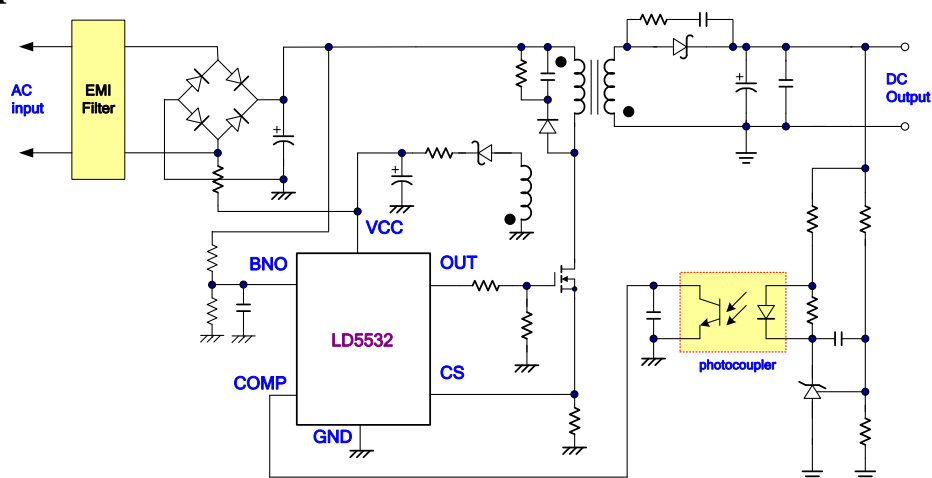 AC
input
EMI
Filter
DC
Output
VCC
BNO
OUT
LD5532
CS
COMP
GND
photocoupler
+
+
+